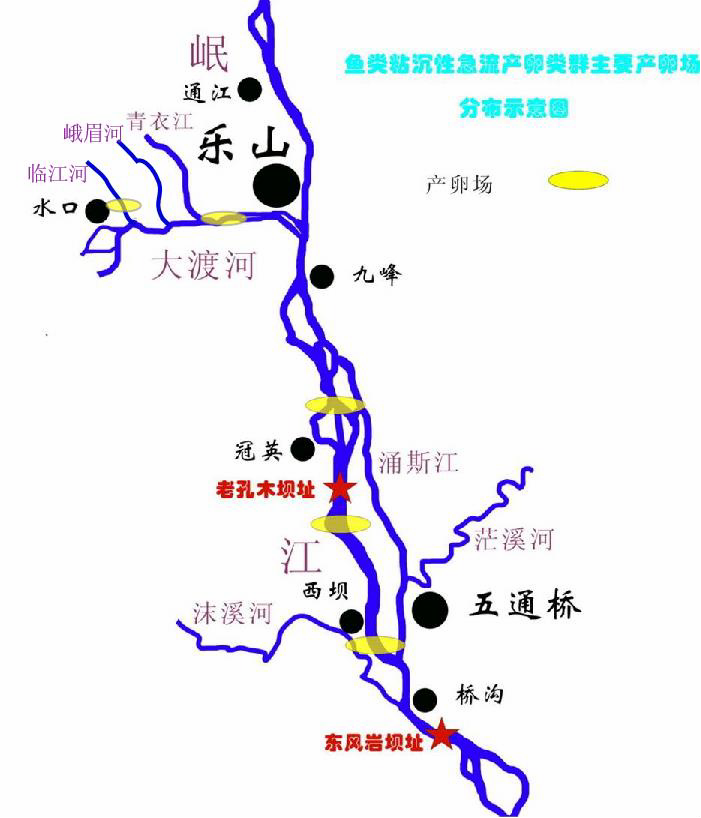 岷
鱼类粘沉性急流产卵类群主要产卵场
分布示意图
通江
青衣江
峨眉河
乐山
临江河
产卵场
水口
大渡河
九峰
冠英
涌斯江
老孔木坝址
江
茫溪河
西坝
沫溪河
五通桥
桥沟
东风岩坝址